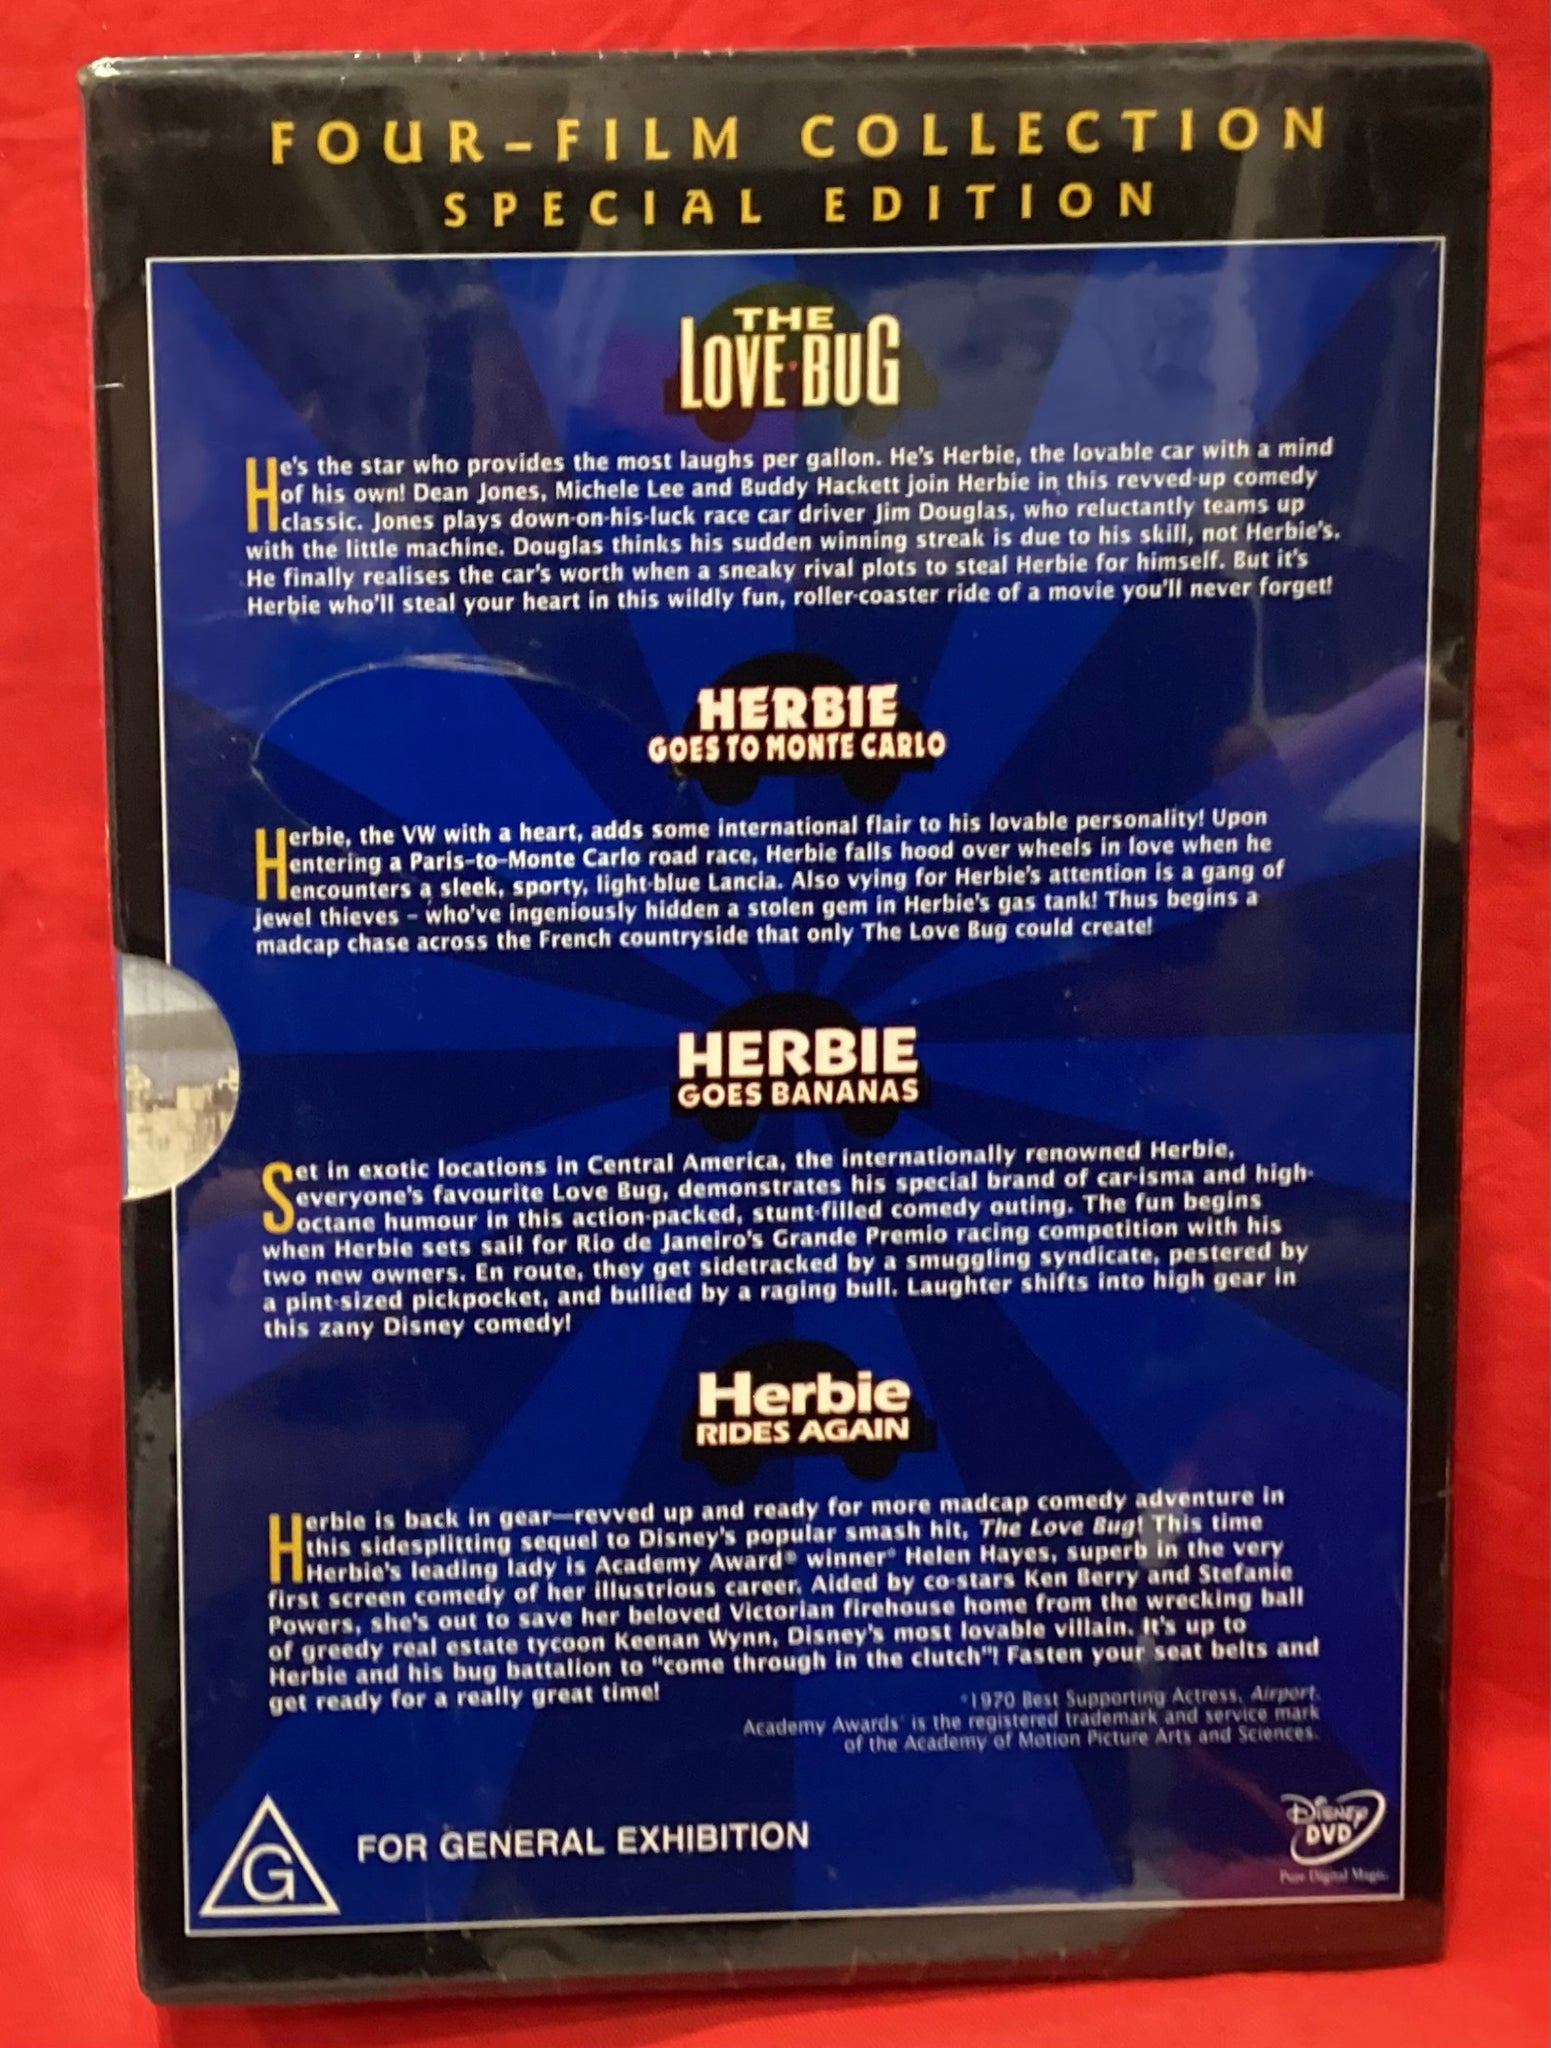 FOUR-FILM COLLECTION
SPECIAL EDITION
THE
LOVE BUG
He's the star who provides the most laughs per gallon. He's Herbie, the lovable car with a mind
of his own! Dean Jones, Michele Lee and Buddy Hackett join Herbie in this revved-up comedy
classic. Jones plays down-on-his-luck race car driver Jim Douglas, who reluctantly teams up
with the little machine. Douglas thinks his sudden winning streak is due to his skill, not Herbie's.
He finally realises the car's worth when a sneaky rival plots to steal Herbie for himself. But it's
Herbie who'll steal your heart in this wildly fun, roller-coaster ride of a movie you'll never forget!
HERBIE
GOES TO MONTE CARLO
Herbie, the VW with a heart, adds some international flair to his lovable personality! Upon
entering a Paris-to-Monte Carlo road race, Herbie falls hood over wheels in love when he
encounters a sleek, sporty, light-blue Lancia. Also vying for Herbie's attention is a gang of
jewel thieves – who've ingeniously hidden a stolen gem in Herbie's gas tank! Thus begins a
madcap chase across the French countryside that only The Love Bug could create!
HERBIE
GOES BANANAS
Set in exotic locations in Central America, the internationally renowned Herbie,
everyone's favourite Love Bug, demonstrates his special brand of car-isma and high-
octane humour in this action-packed, stunt-filled comedy outing. The fun begins
when Herbie sets sail for Rio de Janeiro's Grande Premio racing competition with his
two new owners. En route, they get sidetracked by a smuggling syndicate, pestered by
a pint-sized pickpocket, and bullied by a raging bull. Laughter shifts into high gear in
this zany Disney comedy!
Herbie
RIDES AGAIN
Herbie is back in gear—revved up and ready for more madcap comedy adventure in
this sidesplitting sequel to Disney's popular smash hit, The Love Bug! This time
Herbie's leading lady is Academy Award® winner* Helen Hayes, superb in the very
first screen comedy of her illustrious career. Aided by co-stars Ken Berry and Stefanie
Powers, she's out to save her beloved Victorian firehouse home from the wrecking ball
of greedy real estate tycoon Keenan Wynn, Disney's most lovable villain. It's up to
Herbie and his bug battalion to "come through in the clutch"! Fasten your seat belts and
get ready for a really great time!
*1970 Best Supporting Actress, Airport.
Academy Awards® is the registered trademark and service mark
of the Academy of Motion Picture Arts and Sciences.
G
FOR GENERAL EXHIBITION
DISNEY
DVD
Pure Digital Magic.